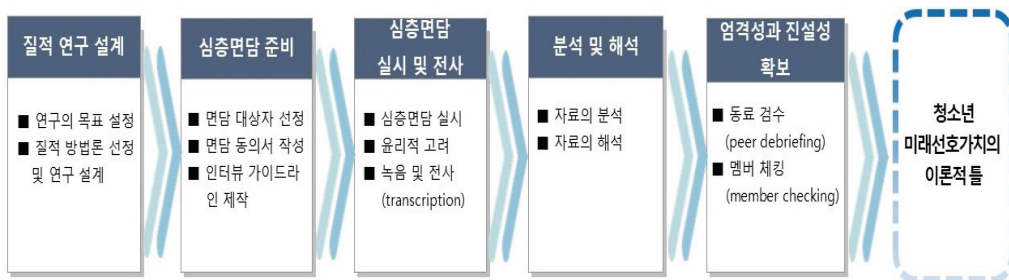 질적 연구 설계
■ 연구의 목표 설정
■ 질적 방법론 선정
및 연구 설계
심층면담 준비
■ 면담 대상자 선정
■ 면담 동의서 작성
■ 인터뷰 가이드라
인 제작
심층면담
실시 및 전사
■ 심층면담 실시
■ 윤리적 고려
■ 녹음 및 전사
(transcription)
분석 및 해석
■ 자료의 분석
■ 자료의 해석
엄격성과 진설성
확보
■ 동료 검수
(peer debriefing)
■ 멤버 체킹
(member checking)
청소년
미래선호가치의
이론적 틀